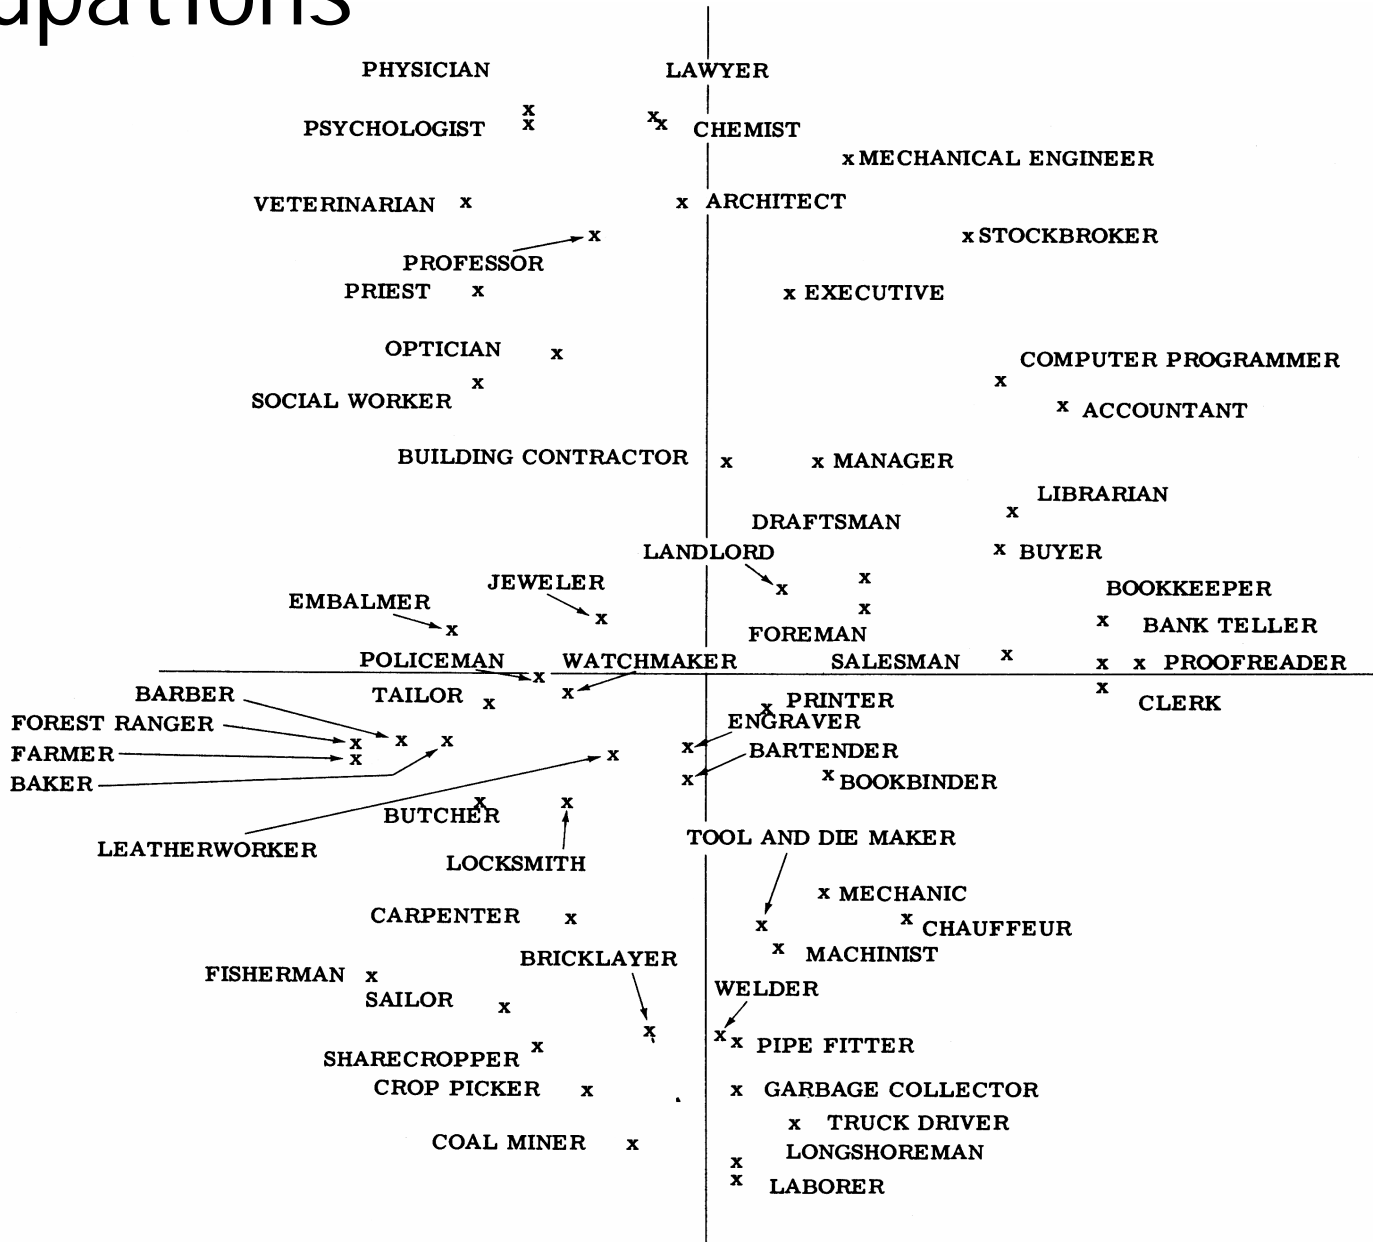 upations
PHYSICIAN LAWYER
PSYCHOLOGIST CHEMIST
MECHANICAL ENGINEER
VETERINARIAN ARCHITECT
STOCKBROKER
PROFESSOR
PRIEST EXECUTIVE
OPTICIAN
COMPUTER PROGRAMMER
SOCIAL WORKER
ACCOUNTANT
BUILDING CONTRACTOR MANAGER
LIBRARIAN
DRAFTSMAN
LANDLORD BUYER
JEWELER
BOOKKEEPER
EMBALMER
BANK TELLER
FOREMAN
POLICEMAN WATCHMAKER SALESMAN PROOFREADER
BARBER TAILOR PRINTER CLERK
FOREST RANGER ENGRAVER
FARMER BARTENDER
BAKER BOOKBINDER
BUTCHER
TOOL AND DIE MAKER
LEATHERWORKER
LOCKSMITH
MECHANIC
CARPENTER
CHAUFFEUR
BRICKLAYER MACHINIST
FISHERMAN
WELDER
SAILOR
PIPE FITTER
SHARECROPPER
CROP PICKER GARBAGE COLLECTOR
TRUCK DRIVER
COAL MINER LONGSHOREMAN
LABORER